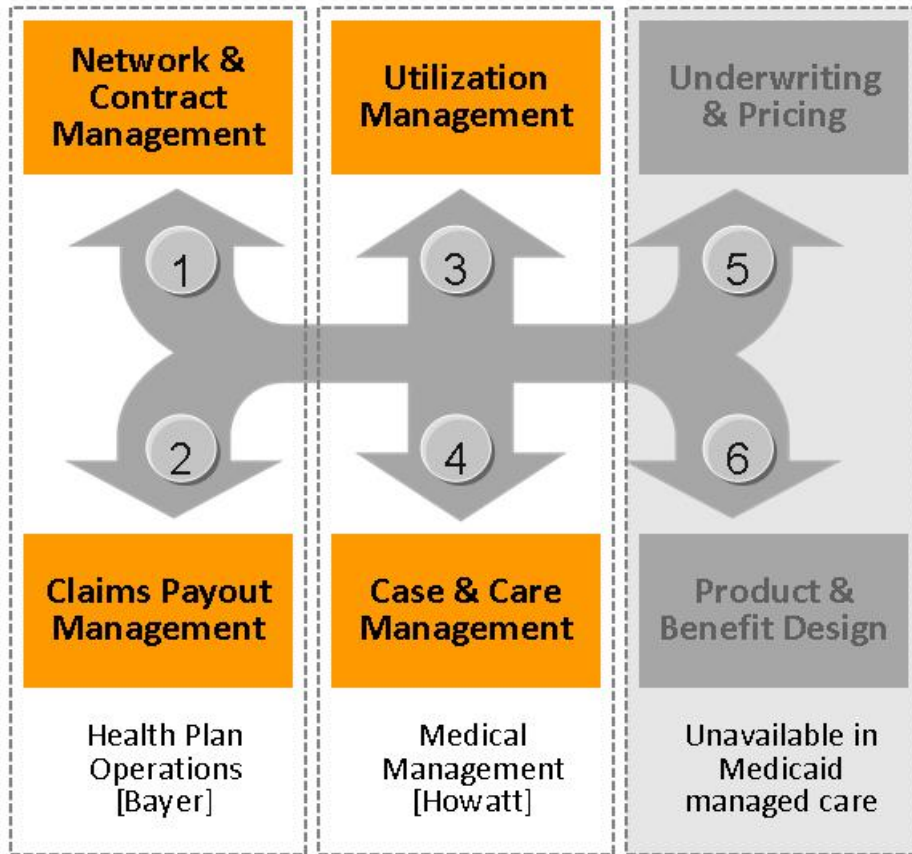 Network &
Contract
Management
Utilization
Management
Underwriting
& Pricing
1
3
5
2
4
6
Claims Payout
Management
Case & Care
Management
Product &
Benefit Design
Health Plan
Operations
[Bayer]
Medical
Management
[Howatt]
Unavailable in
Medicaid
managed care